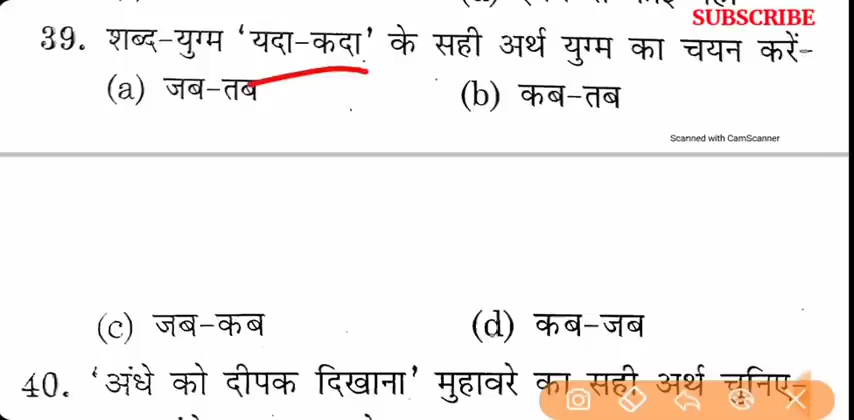 SUBSCRIBE
39. शब्द-युग्म ‘यदा-कदा’ के सही अर्थ युग्म का चयन करें-
(a) जब-तब (b) कब-तब
Scanned with CamScanner
(c) जब-कब (d) कब-जब
40. ‘अंधे को दीपक दिखाना’ मुहावरे का सही अर्थ चुनिए-